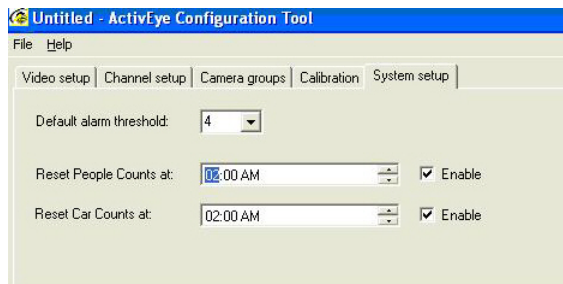 Untitled - ActivEye Configuration Tool
File Help
Video setup Channel setup Camera groups Calibration System setup
Default alarm threshold: 4
Reset People Counts at: 02:00 AM Enable
Reset Car Counts at: 02:00 AM Enable